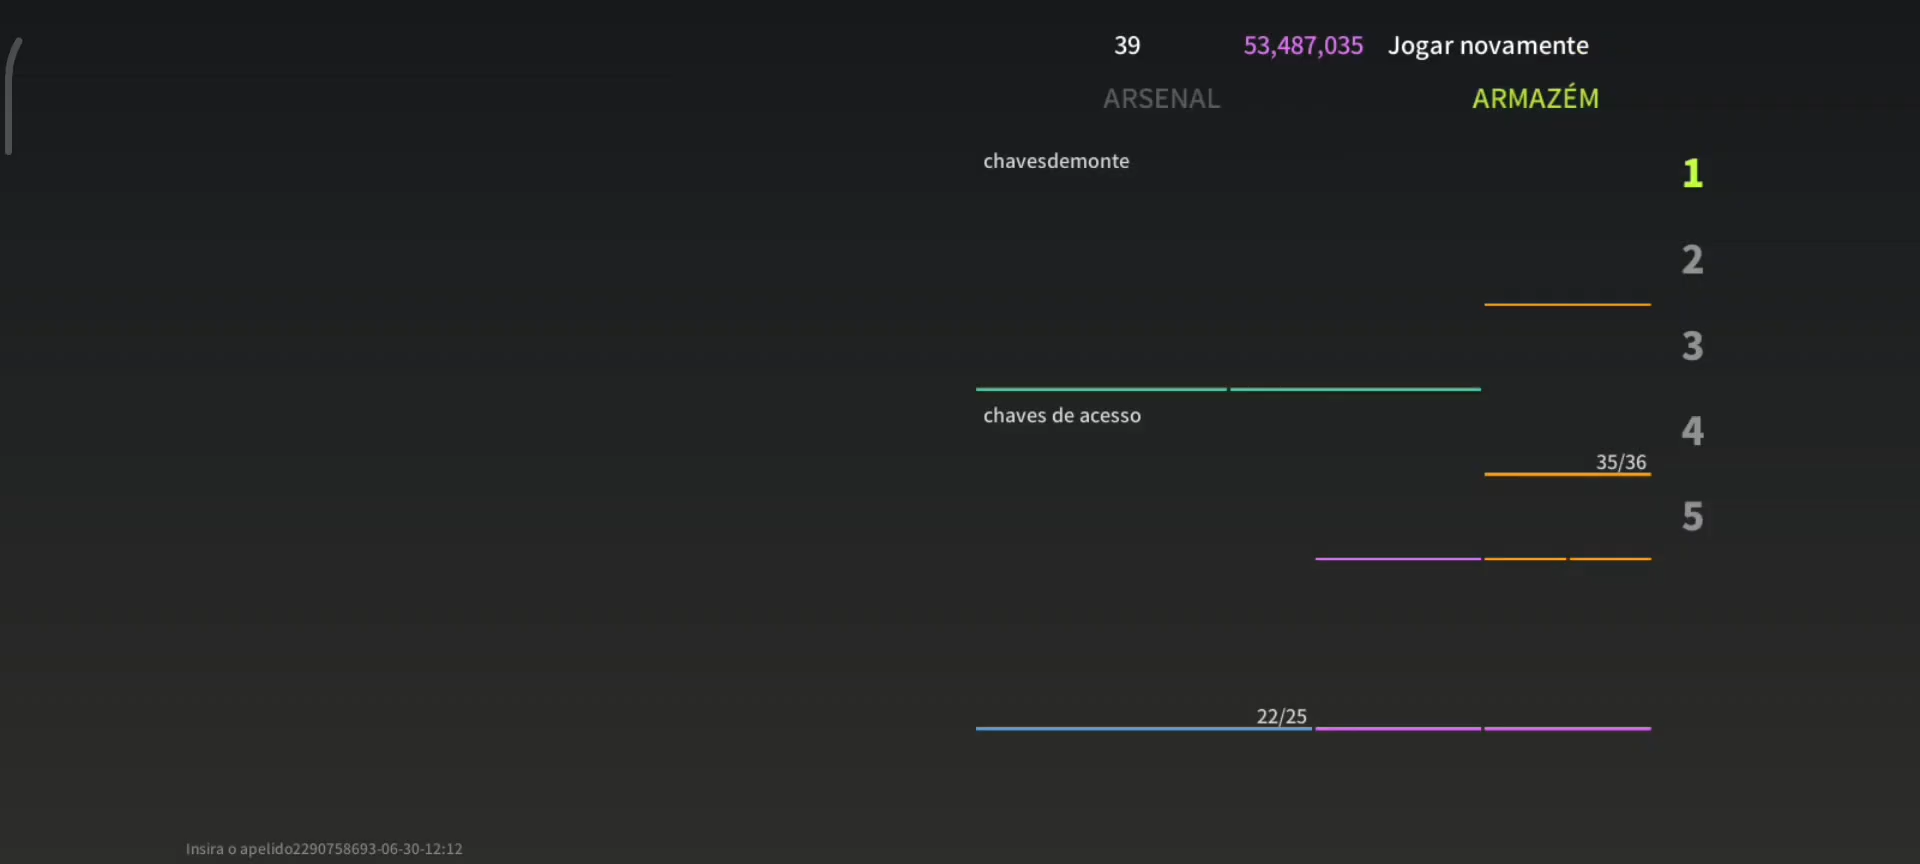 39 53,487,035 Jogar novamente
ARSENAL ARMAZÉM
chavesdemonte
1
2
3
chaves de acesso
4
35/36
5
22/25
Insira o apelido2290758693-06-30-12:12